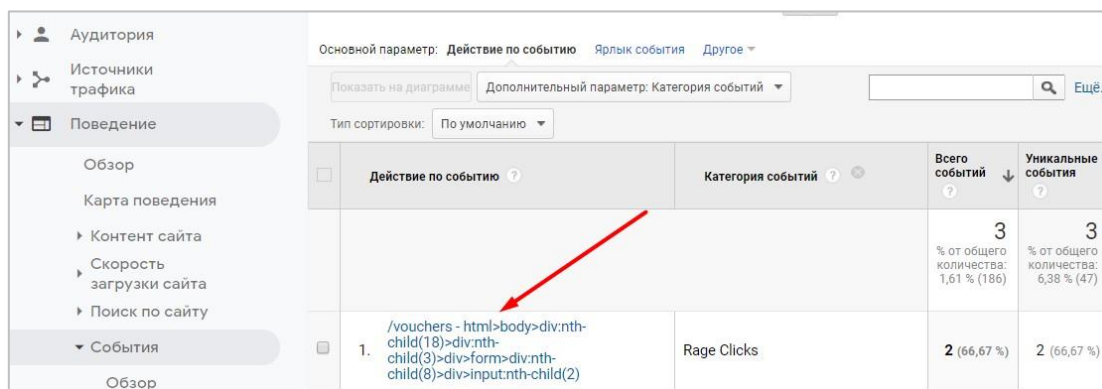 Аудитория
Источники
трафика
Поведение
Обзор
Карта поведения
Контент сайта
Скорость
загрузки сайта
Поиск по сайту
События
Обзор
Основной параметр: Действие по событию Ярлык события Другое
Показать на диаграмме Дополнительный параметр: Категория событий Ещё.
Тип сортировки: По умолчанию
Действие по событию ? Категория событий ? Всего событий ? Уникальные события ?
3 3
% от общего количества: 1,61 % (186) % от общего количества: 6,38 % (47)
1. /vouchers - html>body>div:nth-
child(18)>div:nth-
child(3)>div>form>div:nth-
child(8)>div>input:nth-child(2)
Rage Clicks 2 (66,67 %) 2 (66,67 %)